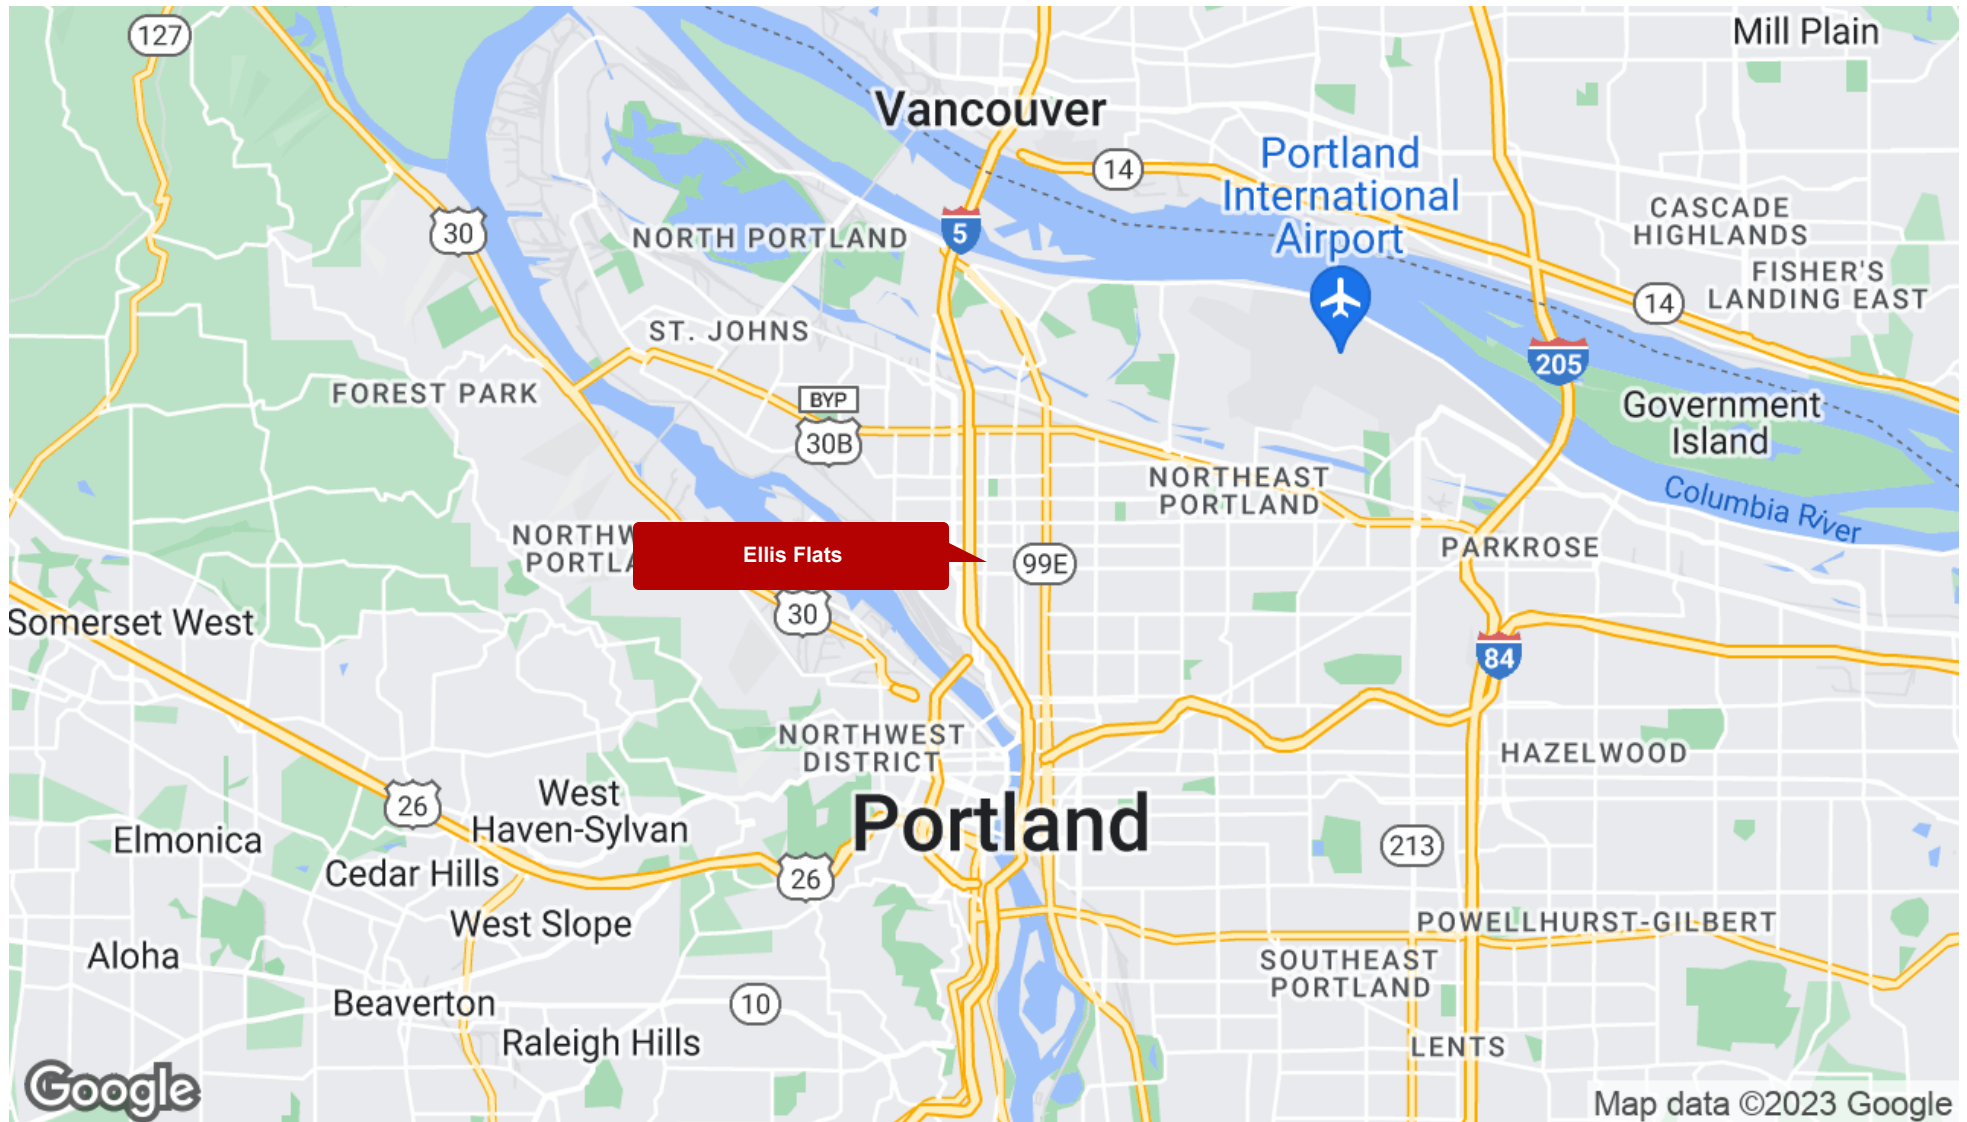 127
Mill Plain
Vancouver
14
Portland
International
Airport
CASCADE
HIGHLANDS
5
30
NORTH PORTLAND
FISHER'S
LANDING EAST
14
ST. JOHNS
205
FOREST PARK
BYP
30B
Government
Island
NORTHEAST
PORTLAND
Columbia River
NORTHW
PORTLA
Ellis Flats
99E
PARKROSE
30
Somerset West
84
NORTHWEST
DISTRICT
HAZELWOOD
26
West
Haven-Sylvan
Portland
Elmonica
213
Cedar Hills
26
West Slope
POWELLHURST-GILBERT
Aloha
SOUTHEAST
PORTLAND
Beaverton
10
Raleigh Hills
LENTS
Google
Map data ©2023 Google